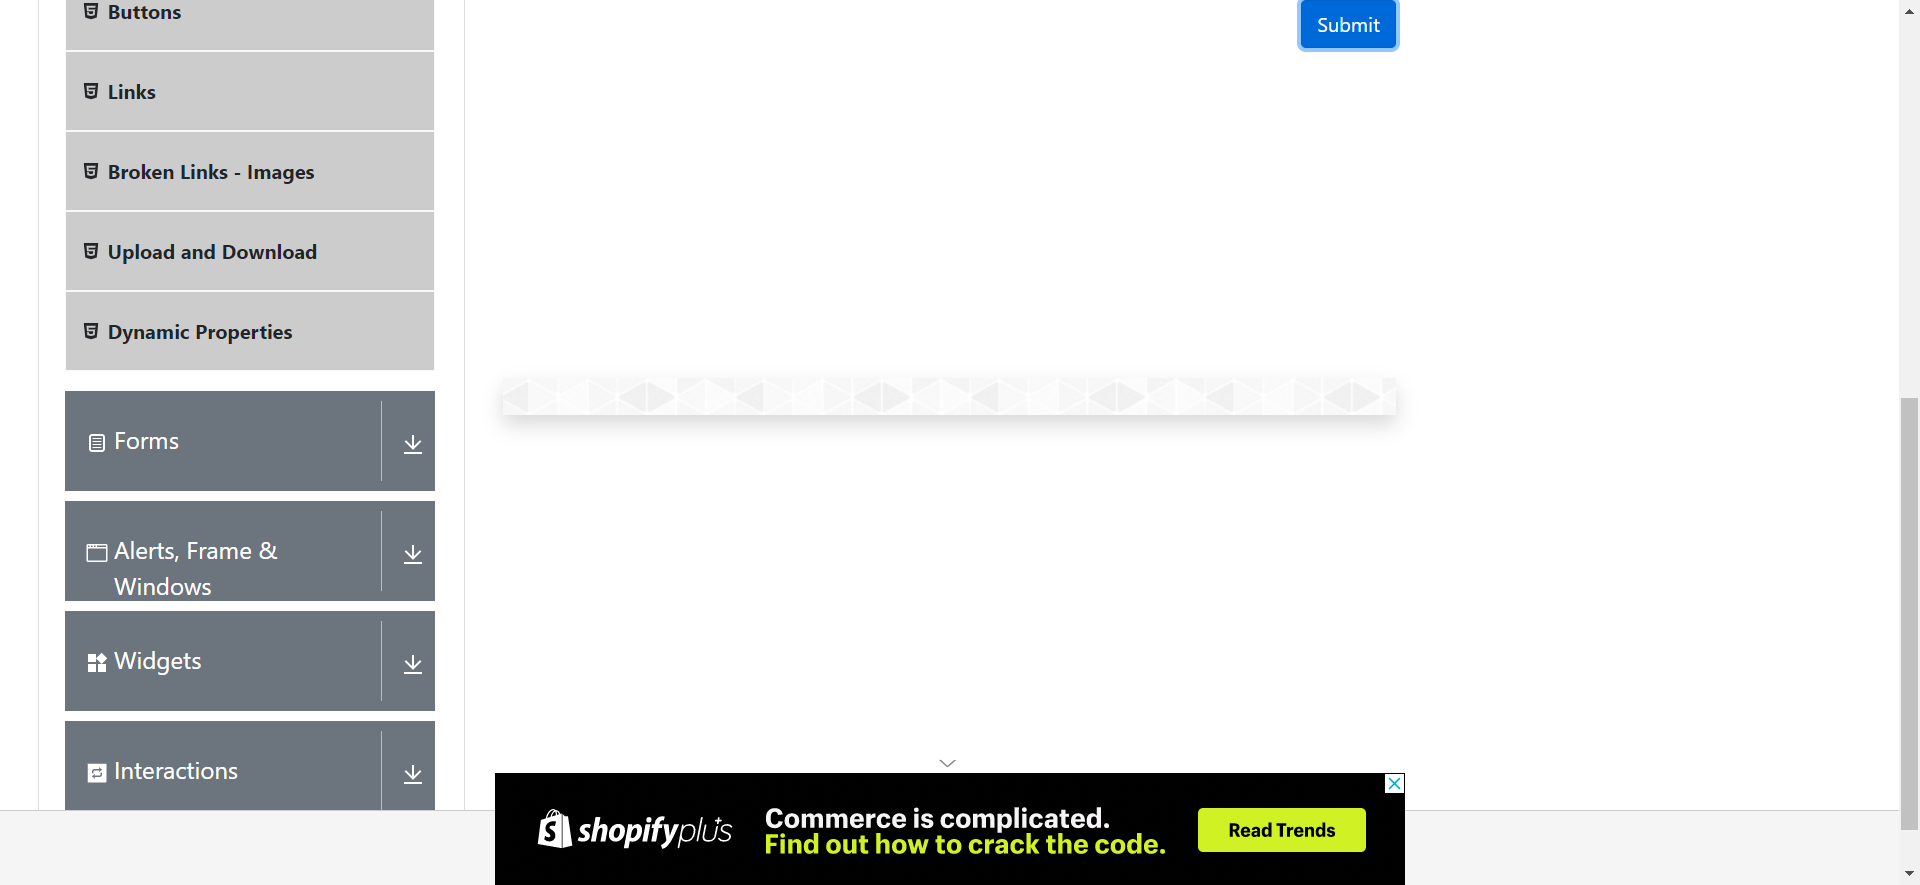 Buttons
Links
Broken Links - Images
Upload and Download
Dynamic Properties
Forms
Alerts, Frame &
Windows
Widgets
Interactions
Submit
shopifyplus
Commerce is complicated.
Find out how to crack the code.
Read Trends